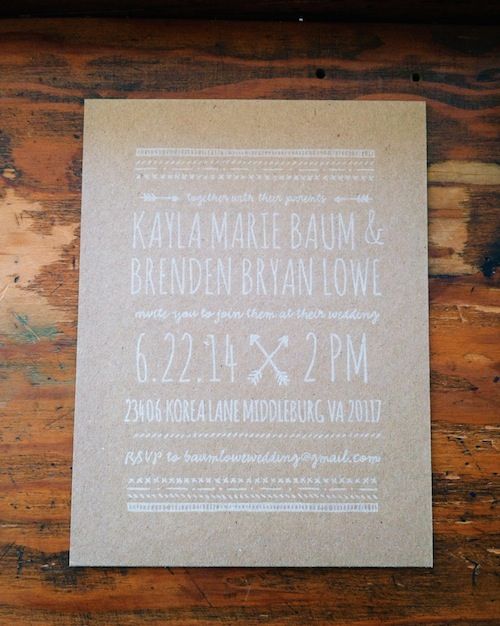 together with their parents
KAYLA MARIE BAUM &
BRENDEN BRYAN LOWE
invite you to join them at their wedding
6.22.14 2 PM
23406 KOREA LANE MIDDLEBURG VA 20117
RSVP to baumlowewedding@gmail.com